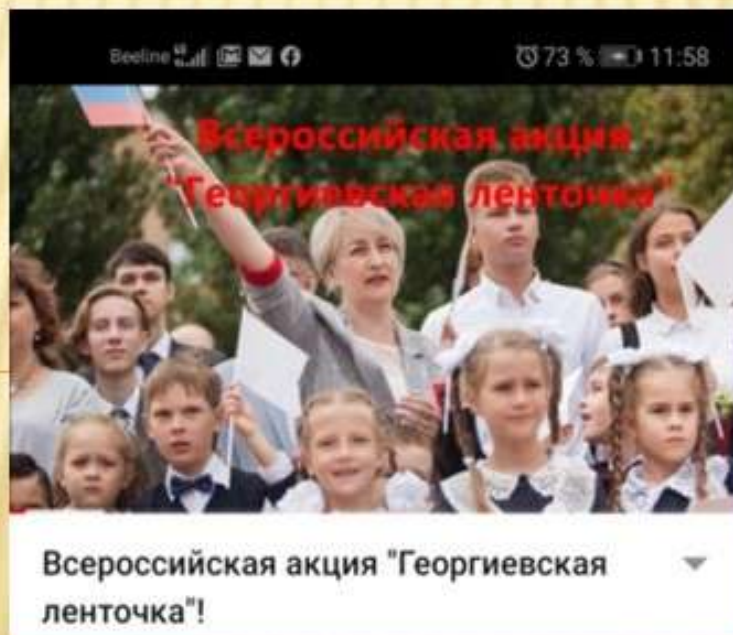 Beeline 73 % 11:58
Всероссийская акция
"Георгиевская ленточка"
Всероссийская акция "Георгиевская
ленточка"!